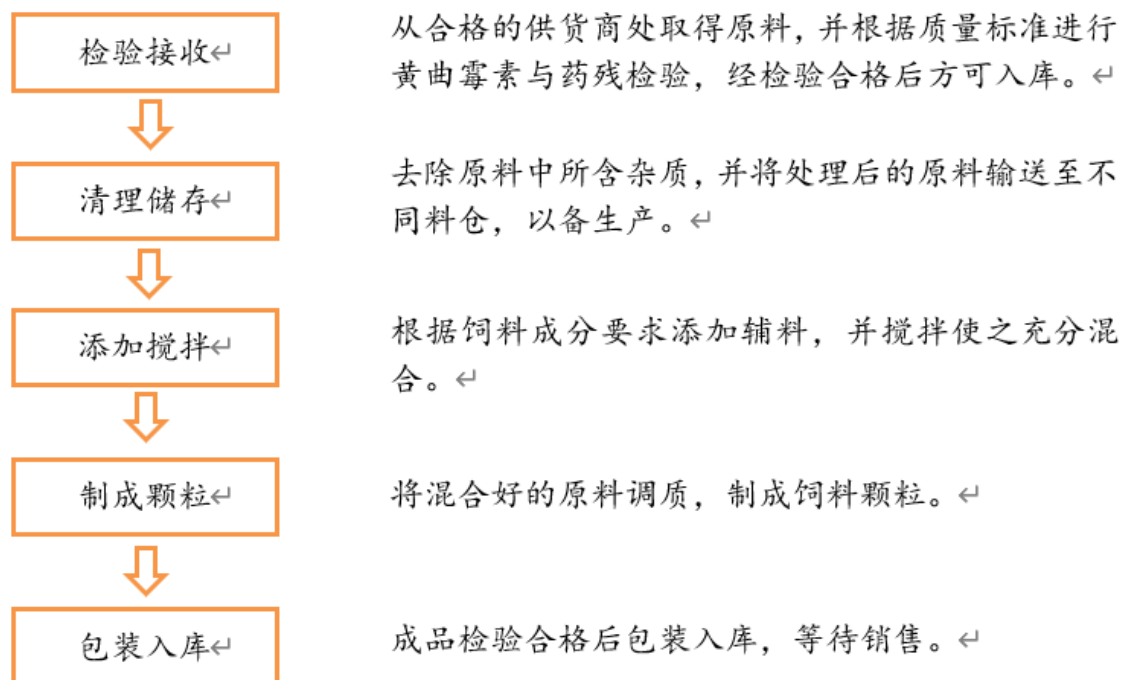 检验接收↵
从合格的供货商处取得原料，并根据质量标准进行
黄曲霉素与药残检验，经检验合格后方可入库。↵
清理储存↵
去除原料中所含杂质，并将处理后的原料输送至不
同料仓，以备生产。↵
添加搅拌↵
根据饲料成分要求添加辅料，并搅拌使之充分混
合。↵
制成颗粒↵
将混合好的原料调质，制成饲料颗粒。↵
包装入库↵
成品检验合格后包装入库，等待销售。↵